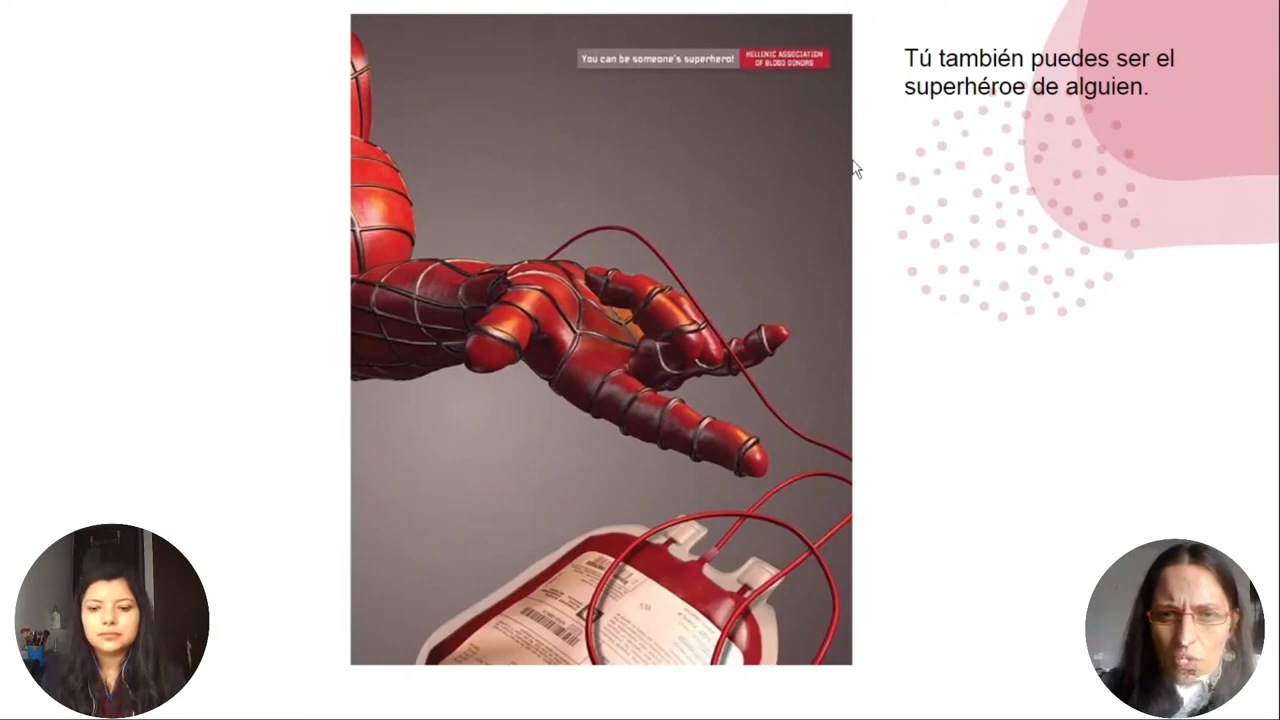 You can be someone's superhero!
HELLENIC ASSOCIATION
OF BLOOD DONORS
Tú también puedes ser el
superhéroe de alguien.